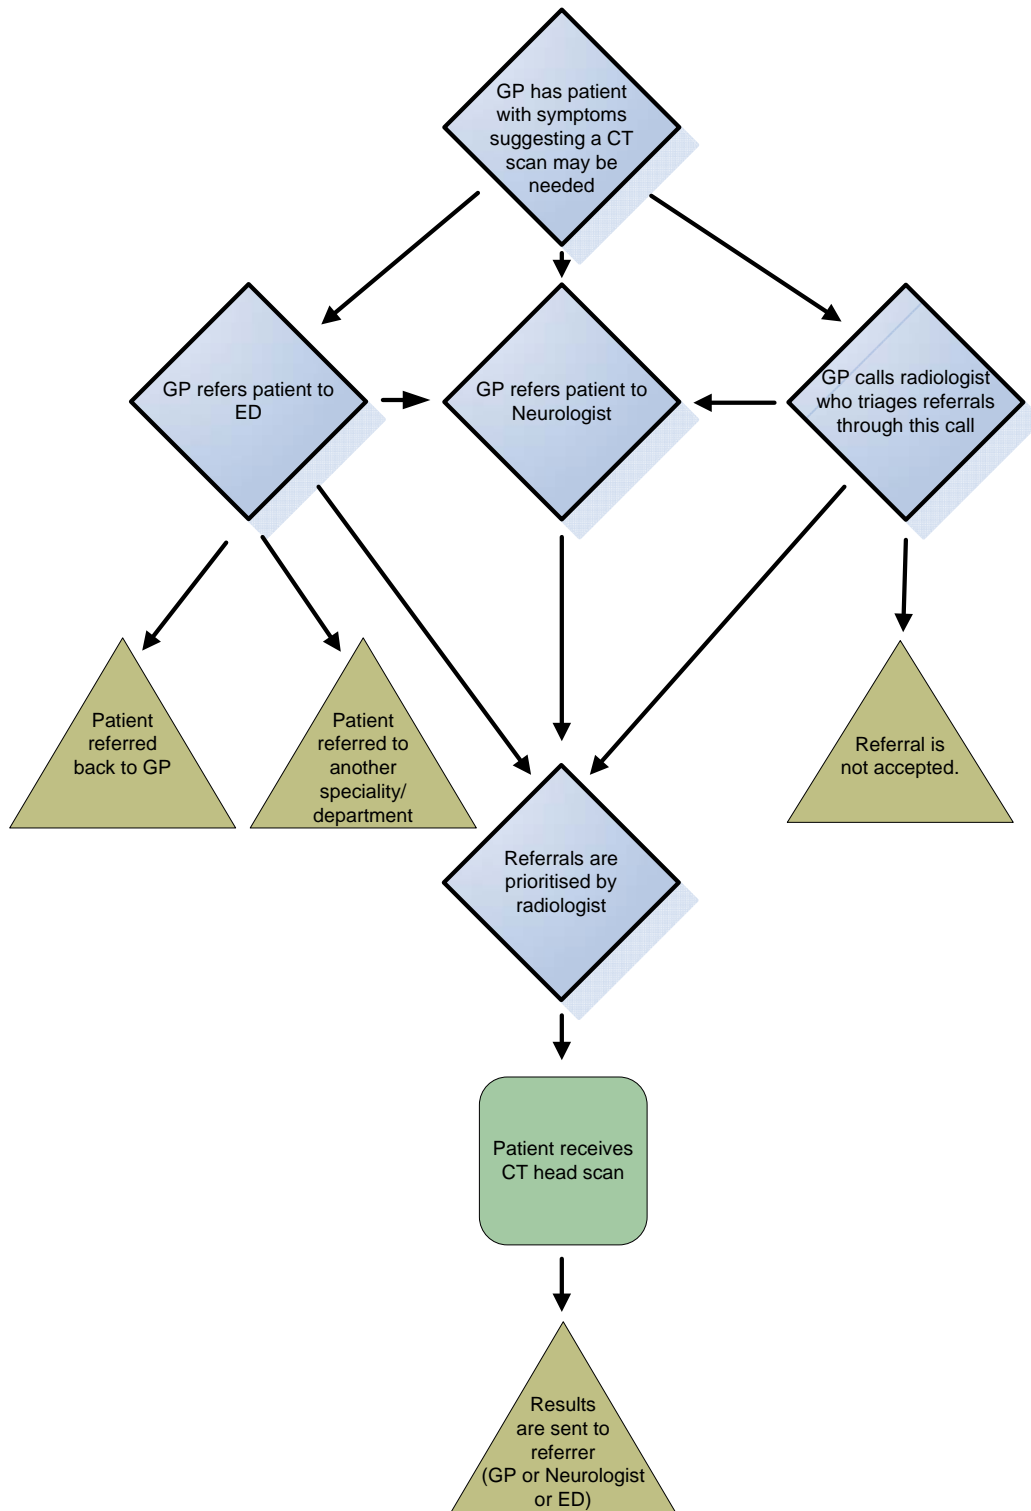 GP has patient
with symptoms
suggesting a CT
scan may be
needed
GP refers patient to
ED
GP refers patient to
Neurologist
GP calls radiologist
who triages referrals
through this call
Patient
referred
back to GP
Patient
referred to
another
speciality/
department
Referral is
not accepted.
Referrals are
prioritised by
radiologist
Patient receives
CT head scan
Results
are sent to
referrer
(GP or Neurologist
or ED)